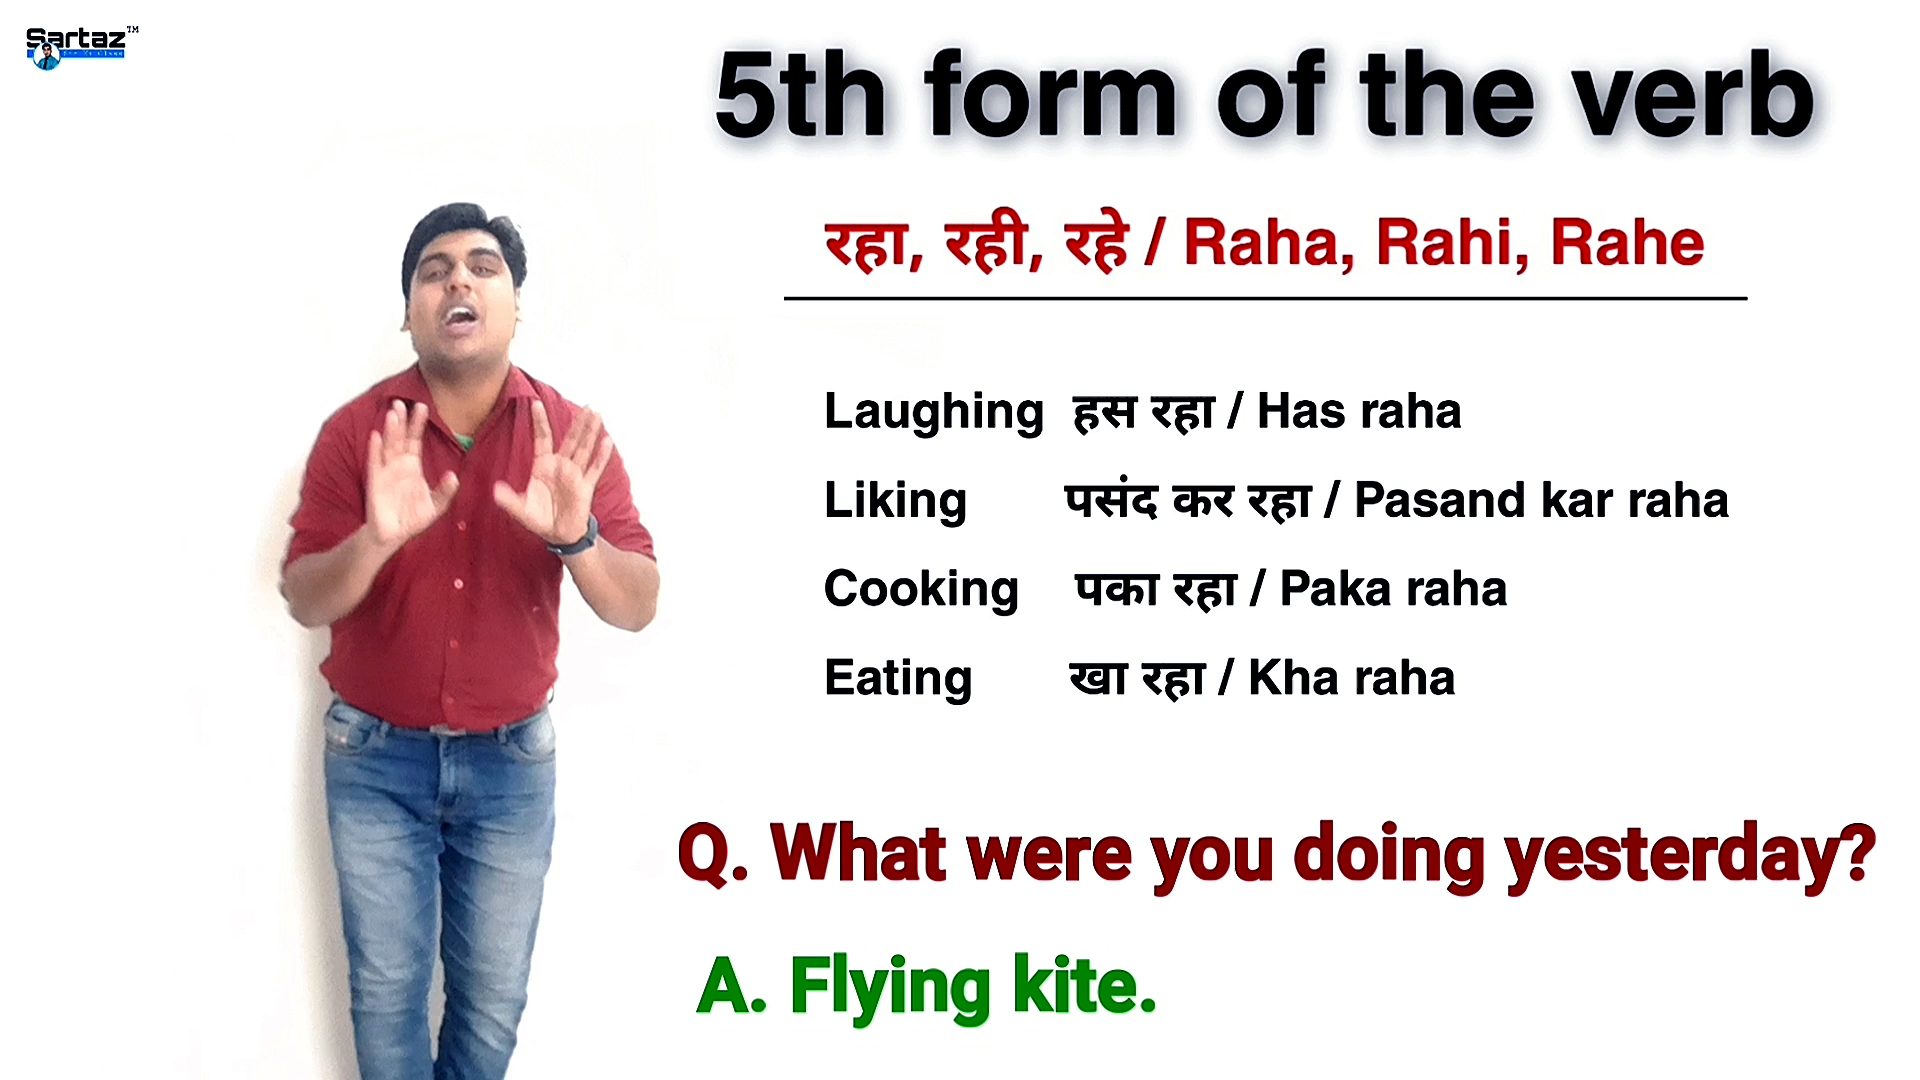 Sartaz™
5th form of the verb
रहा, रही, रहे / Raha, Rahi, Rahe
Laughing हस रहा / Has raha
Liking पसंद कर रहा / Pasand kar raha
Cooking पका रहा / Paka raha
Eating खा रहा / Kha raha
Q. What were you doing yesterday?
A. Flying kite.